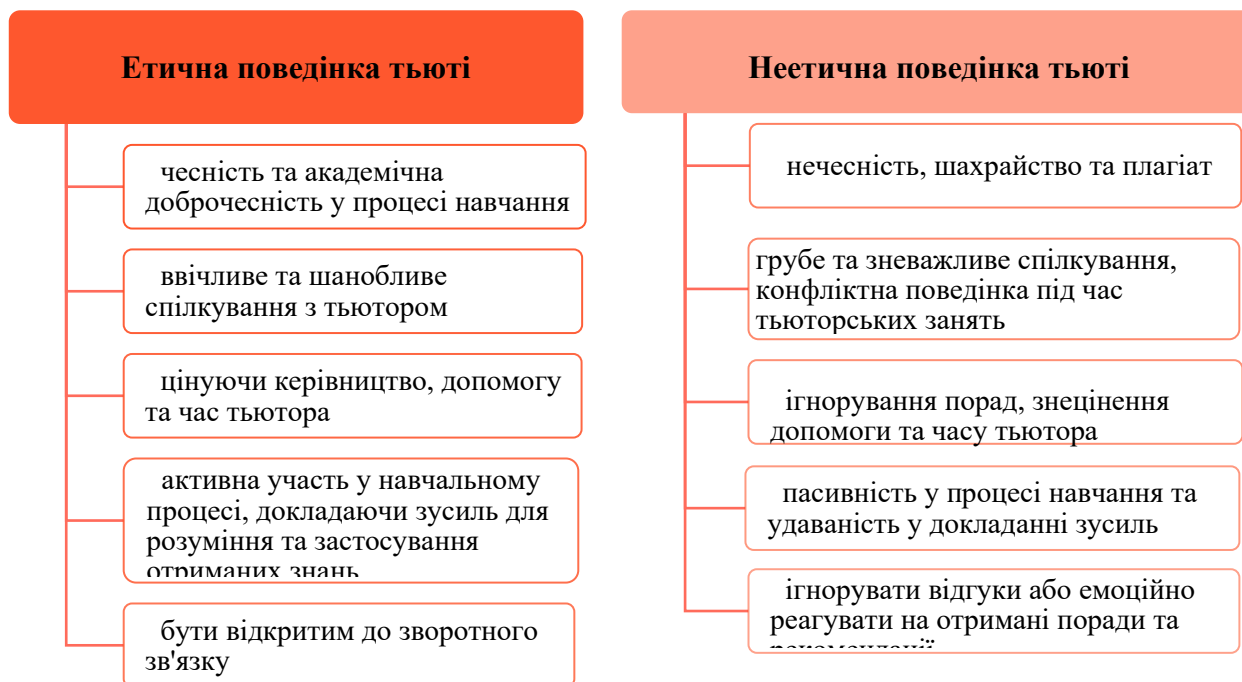 Етична поведінка тьюті
чесність та академічна
доброчесність у процесі навчання
ввічливе та шанобливе
спілкування з тьютором
цінуючи керівництво, допомогу
та час тьютора
активна участь у навчальному
процесі, докладаючи зусиль для
розуміння та застосування
отриманих знань
бути відкритим до зворотного
зв'язку
Неетична поведінка тьюті
нечесність, шахрайство та плагіат
грубе та зневажливе спілкування,
конфліктна поведінка під час
тьюторських занять
ігнорування порад, знецінення
допомоги та часу тьютора
пасивність у процесі навчання та
удаваність у докладанні зусиль
ігнорувати відгуки або емоційно
реагувати на отримані поради та
рекомендації